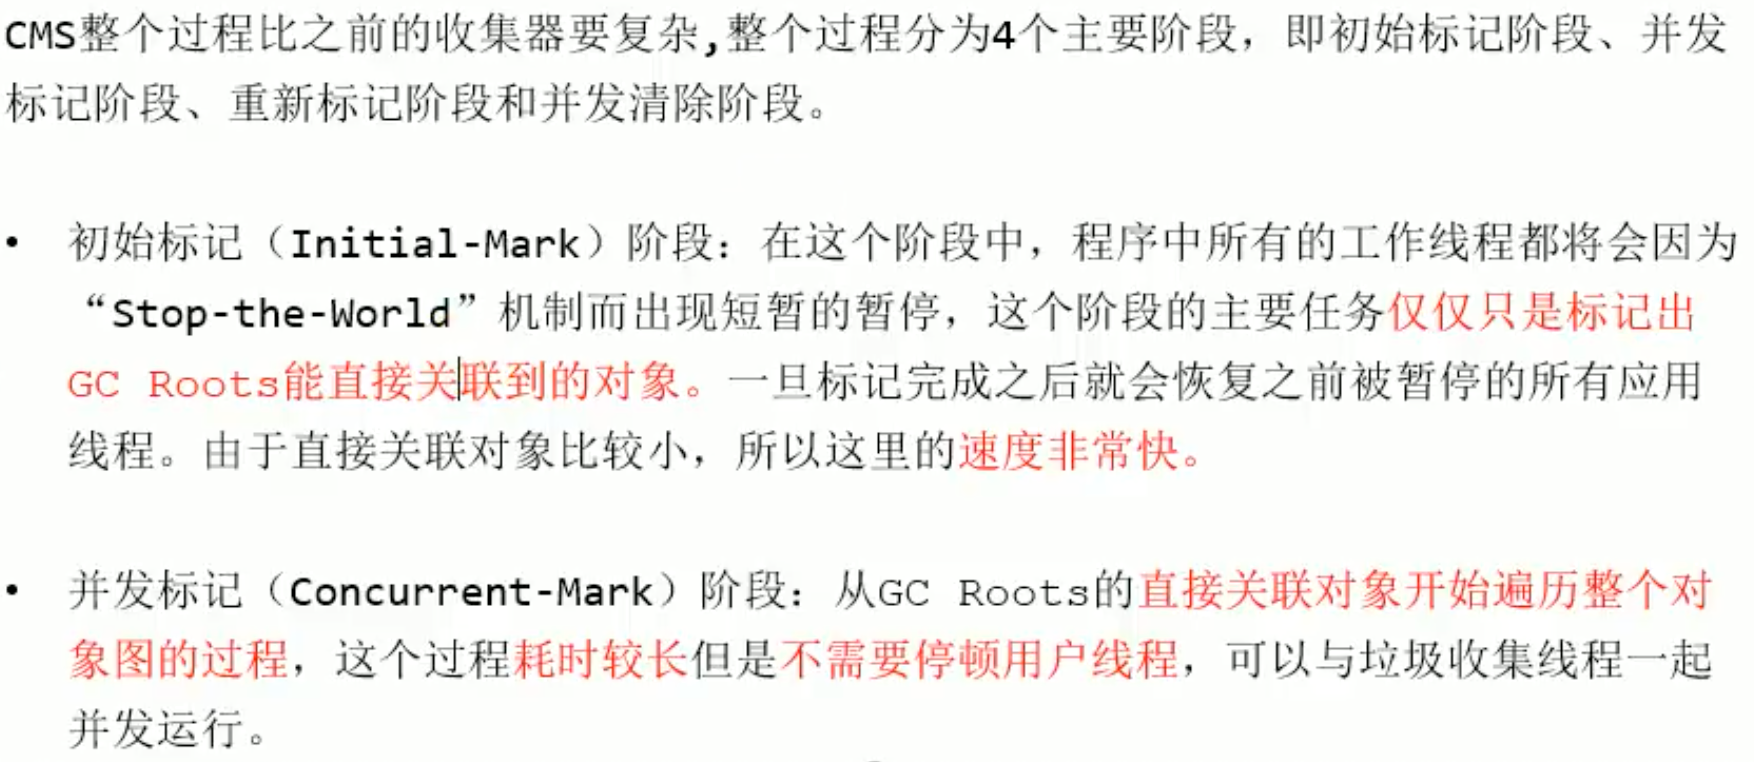 CMS整个过程比之前的收集器要复杂,整个过程分为4个主要阶段，即初始标记阶段、并发
标记阶段、重新标记阶段和并发清除阶段。
• 初始标记（Initial-Mark）阶段：在这个阶段中，程序中所有的工作线程都将会因为
“Stop-the-World”机制而出现短暂的暂停，这个阶段的主要任务仅仅只是标记出
GC Roots能直接关联到的对象。一旦标记完成之后就会恢复之前被暂停的所有应用
线程。由于直接关联对象比较小，所以这里的速度非常快。
• 并发标记（Concurrent-Mark）阶段：从GC Roots的直接关联对象开始遍历整个对
象图的过程，这个过程耗时较长但是不需要停顿用户线程，可以与垃圾收集线程一起
并发运行。